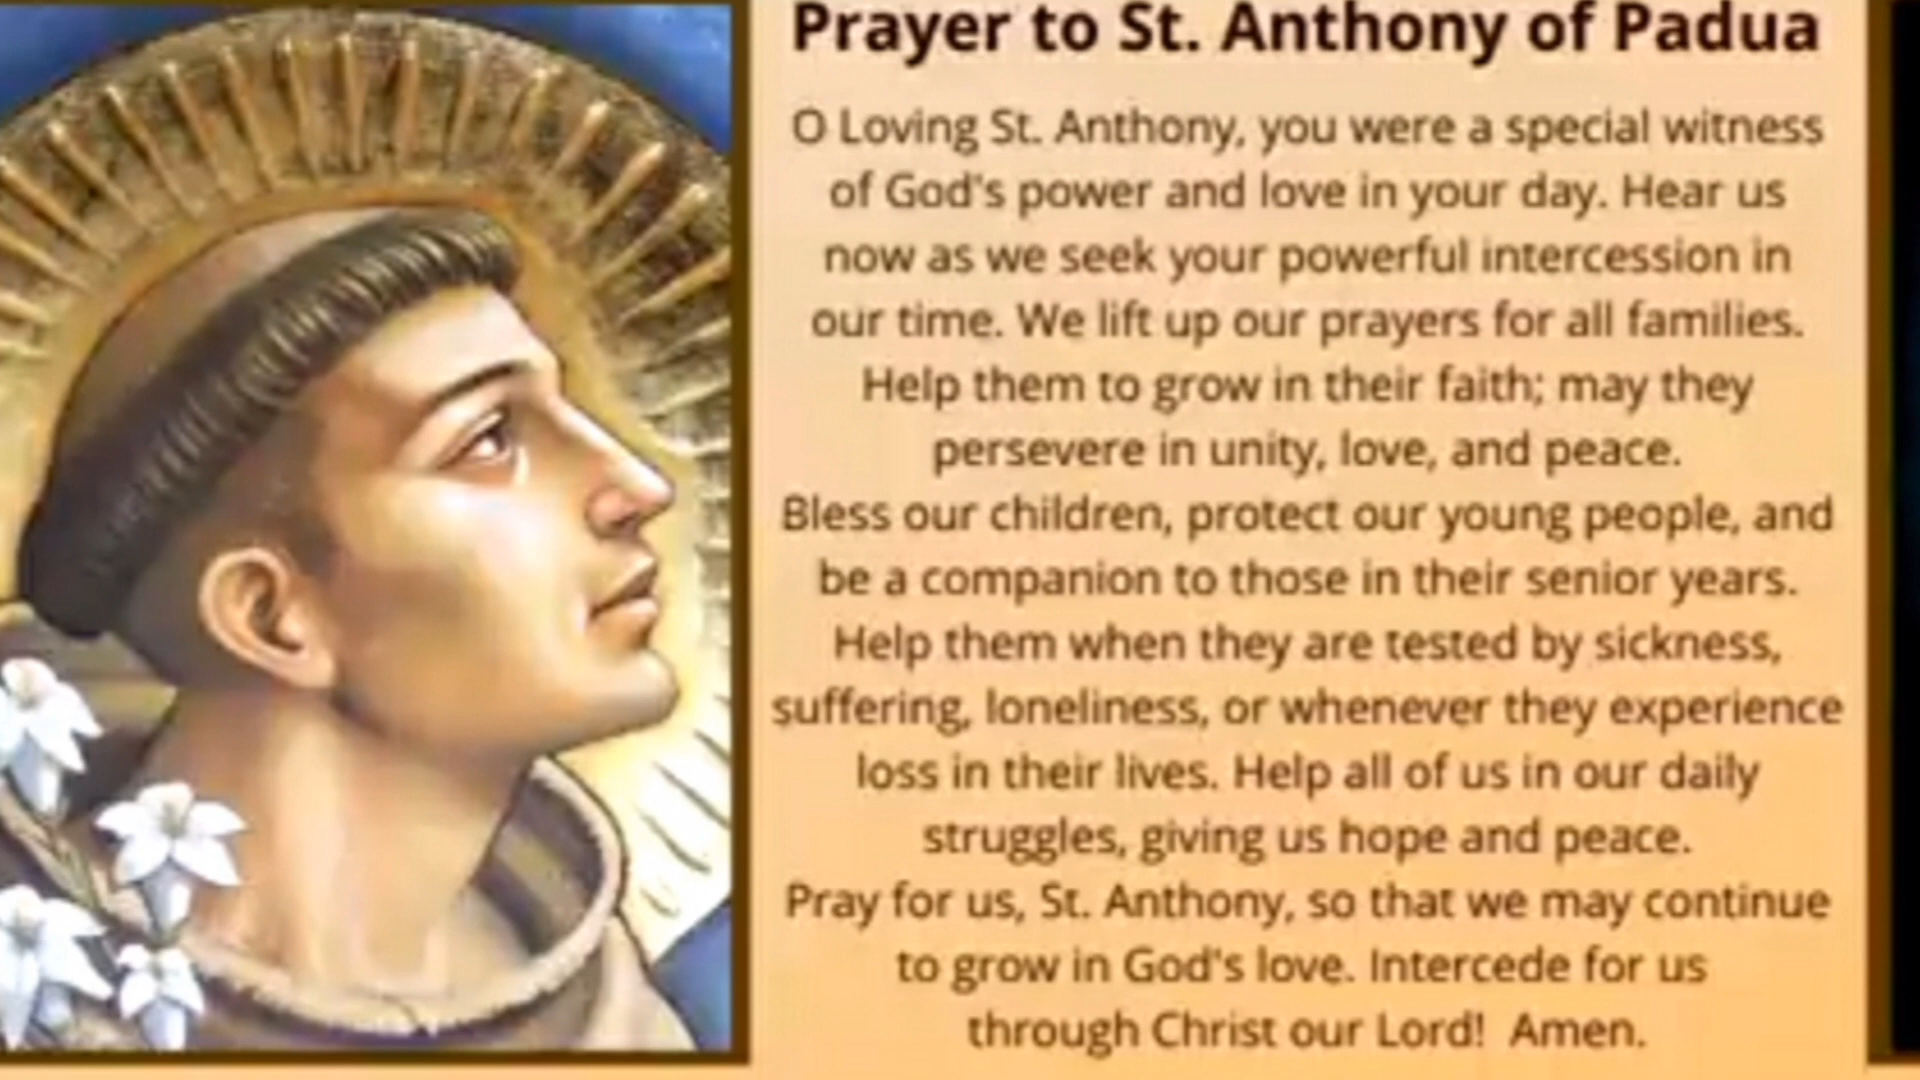 Prayer to St. Anthony of Padua
O Loving St. Anthony, you were a special witness
of God's power and love in your day. Hear us
now as we seek your powerful intercession in
our time. We lift up our prayers for all families.
Help them to grow in their faith; may they
persevere in unity, love, and peace.
Bless our children, protect our young people, and
be a companion to those in their senior years.
Help them when they are tested by sickness,
suffering, loneliness, or whenever they experience
loss in their lives. Help all of us in our daily
struggles, giving us hope and peace.
Pray for us, St. Anthony, so that we may continue
to grow in God's love. Intercede for us
through Christ our Lord! Amen.